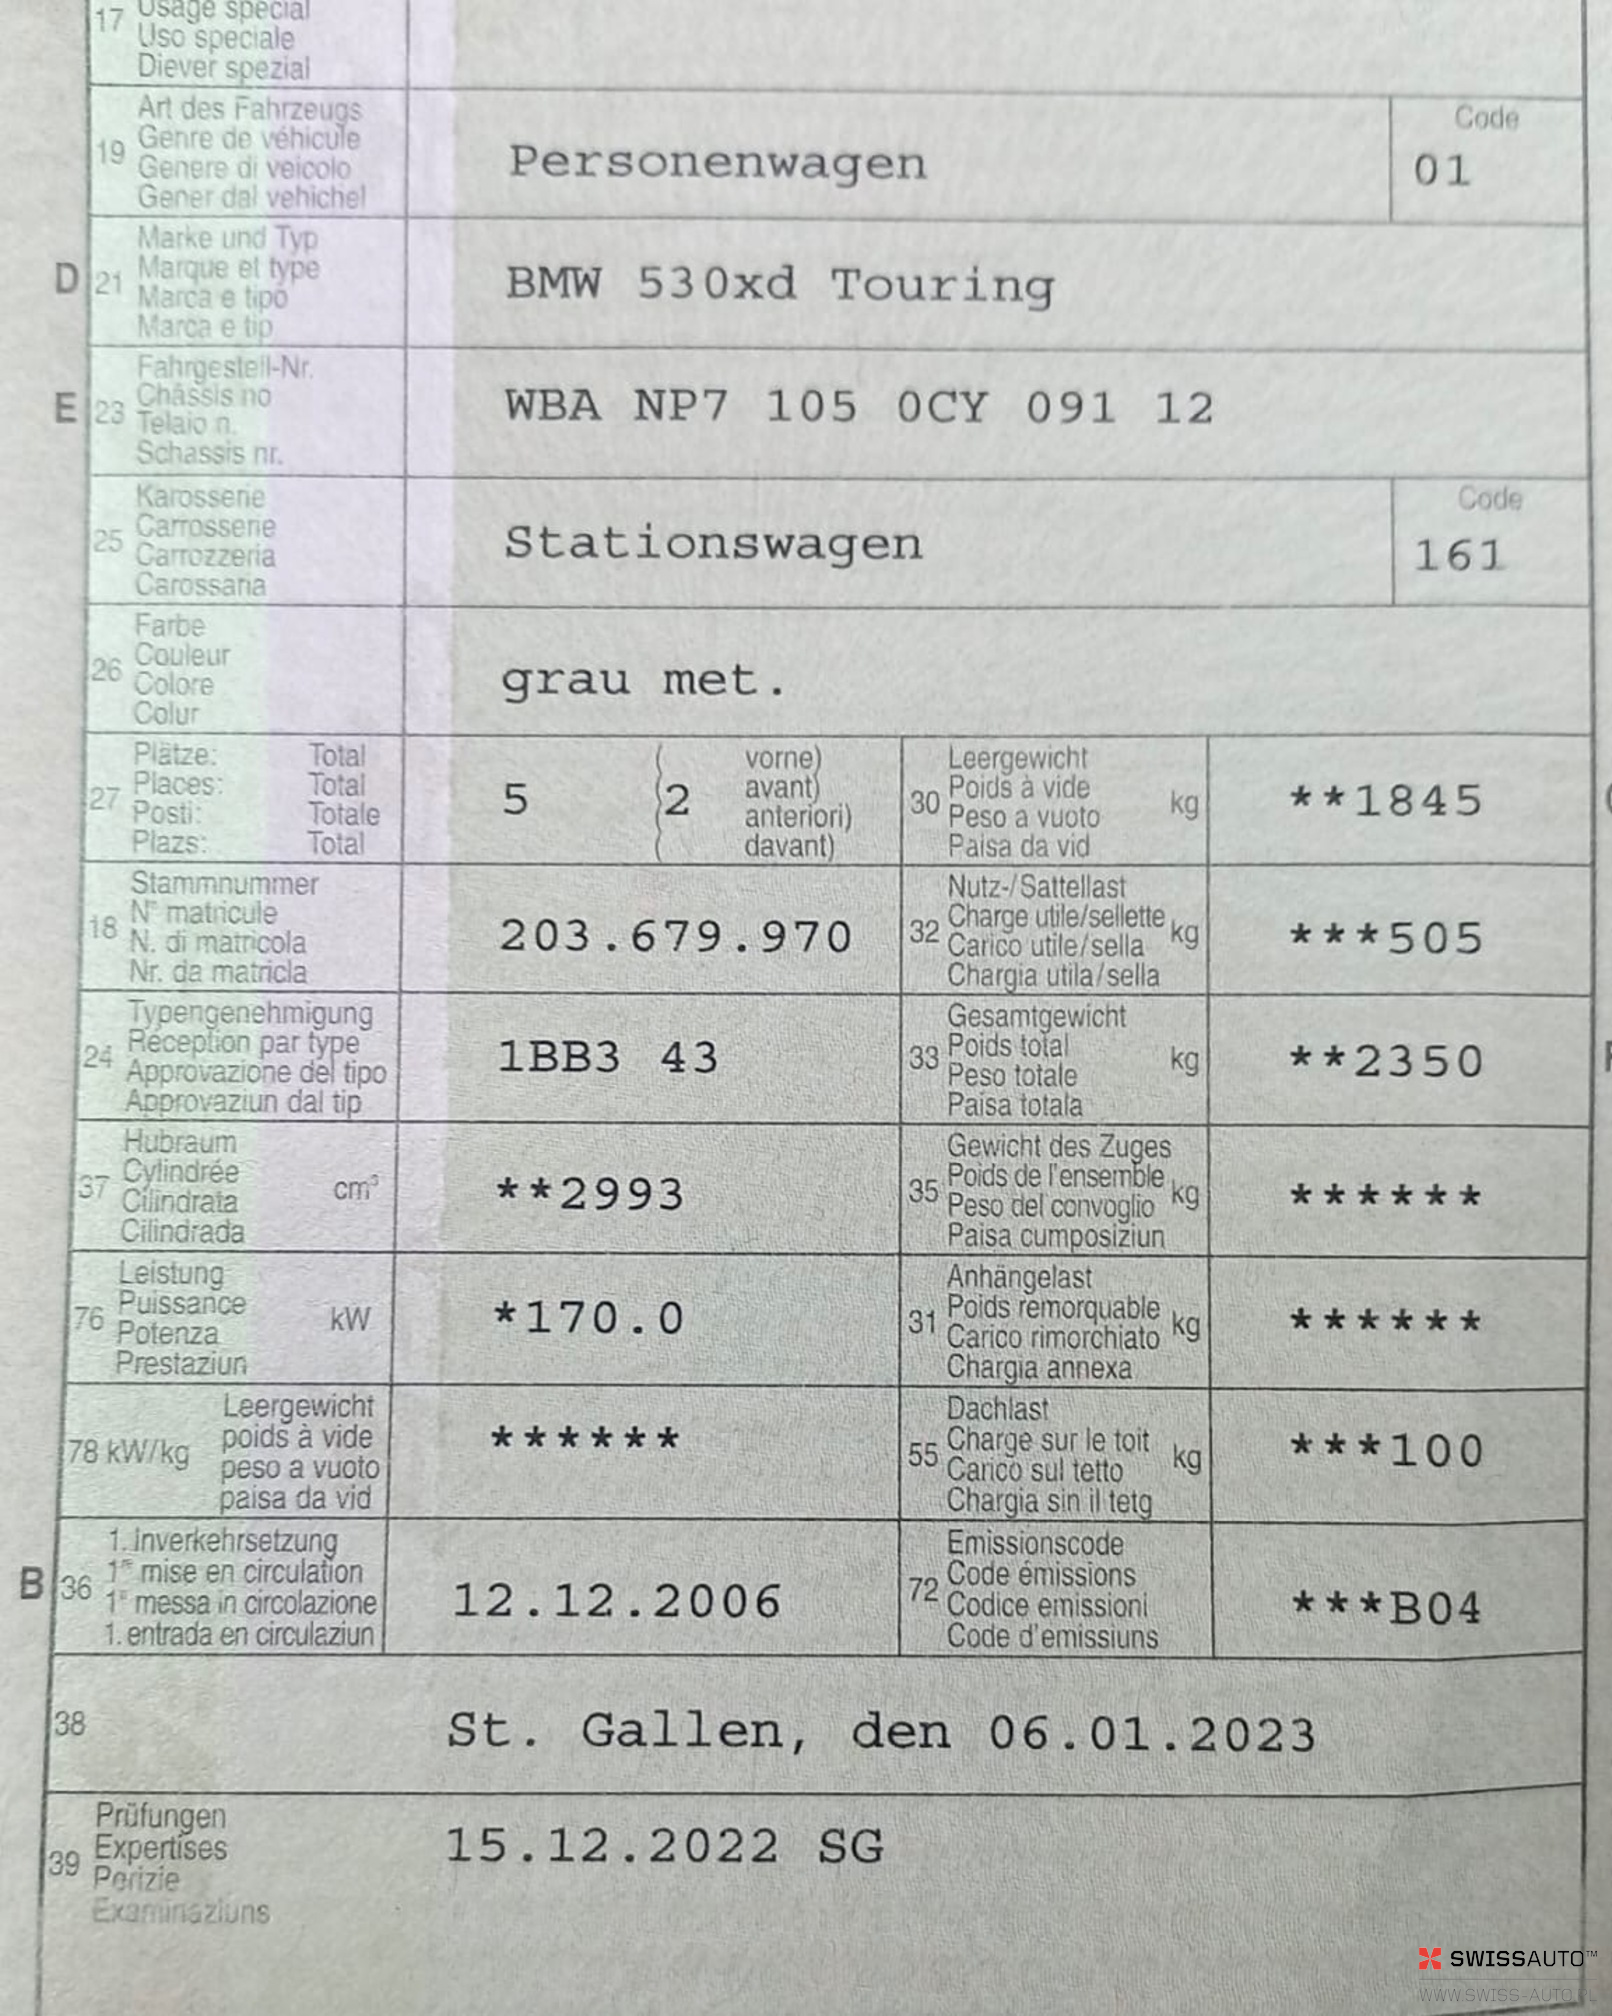 17 Usage spécial
Uso speciale
Diever spezial
19 Art des Fahrzeugs
Genre de véhicule
Genere di veicolo
Gener dal vehichel
Personenwagen
Code
01
D 21 Marke und Typ
Marque et type
Marca e tipo
Marca e tip
BMW 530xd Touring
E 23 Fahrgestell-Nr.
Châssis no
Telaio n.
Schassis nr.
WBA NP7 105 0CY 091 12
25 Karosserie
Carrosserie
Carrozzeria
Carossaria
Stationswagen
Code
161
26 Farbe
Couleur
Colore
Colur
grau met.
27 Plätze: Total
Places: Total
Posti: Totale
Plazs: Total
5 (2 vorne)
avant)
anteriori)
davant)
30 Leergewicht
Poids à vide
Peso a vuoto
Paisa da vid
kg
**1845
18 Stammnummer
N° matricule
N. di matricola
Nr. da matricla
203.679.970
32 Nutz-/Sattellast
Charge utile/sellette
Carico utile/sella
Chargia utila/sella
kg
***505
24 Typengenehmigung
Réception par type
Approvazione del tipo
Approvaziun dal tip
1BB3 43
33 Gesamtgewicht
Poids total
Peso totale
Paisa totala
kg
**2350
37 Hubraum
Cylindrée
Cilindrata
Cilindrada
cm³
**2993
35 Gewicht des Zuges
Poids de l'ensemble
Peso del convoglio
Paisa cumposiziun
kg
******
76 Leistung
Puissance
Potenza
Prestaziun
kW
*170.0
31 Anhängelast
Poids remorquable
Carico rimorchiato
Chargia annexa
kg
******
78 kW/kg Leergewicht
poids à vide
peso a vuoto
paisa da vid
******
55 Dachlast
Charge sur le toit
Carico sul tetto
Chargia sin il tetg
kg
***100
B 36 1. Inverkehrsetzung
1re mise en circulation
1a messa in circolazione
1. entrada en circulaziun
12.12.2006
72 Emissionscode
Code émissions
Codice emissioni
Code d'emissiuns
***B04
38 St. Gallen, den 06.01.2023
39 Prüfungen
Expertises
Perizie
Examinaziuns
15.12.2022 SG
SWISSAUTO™
WWW.SWISS-AUTO.PL